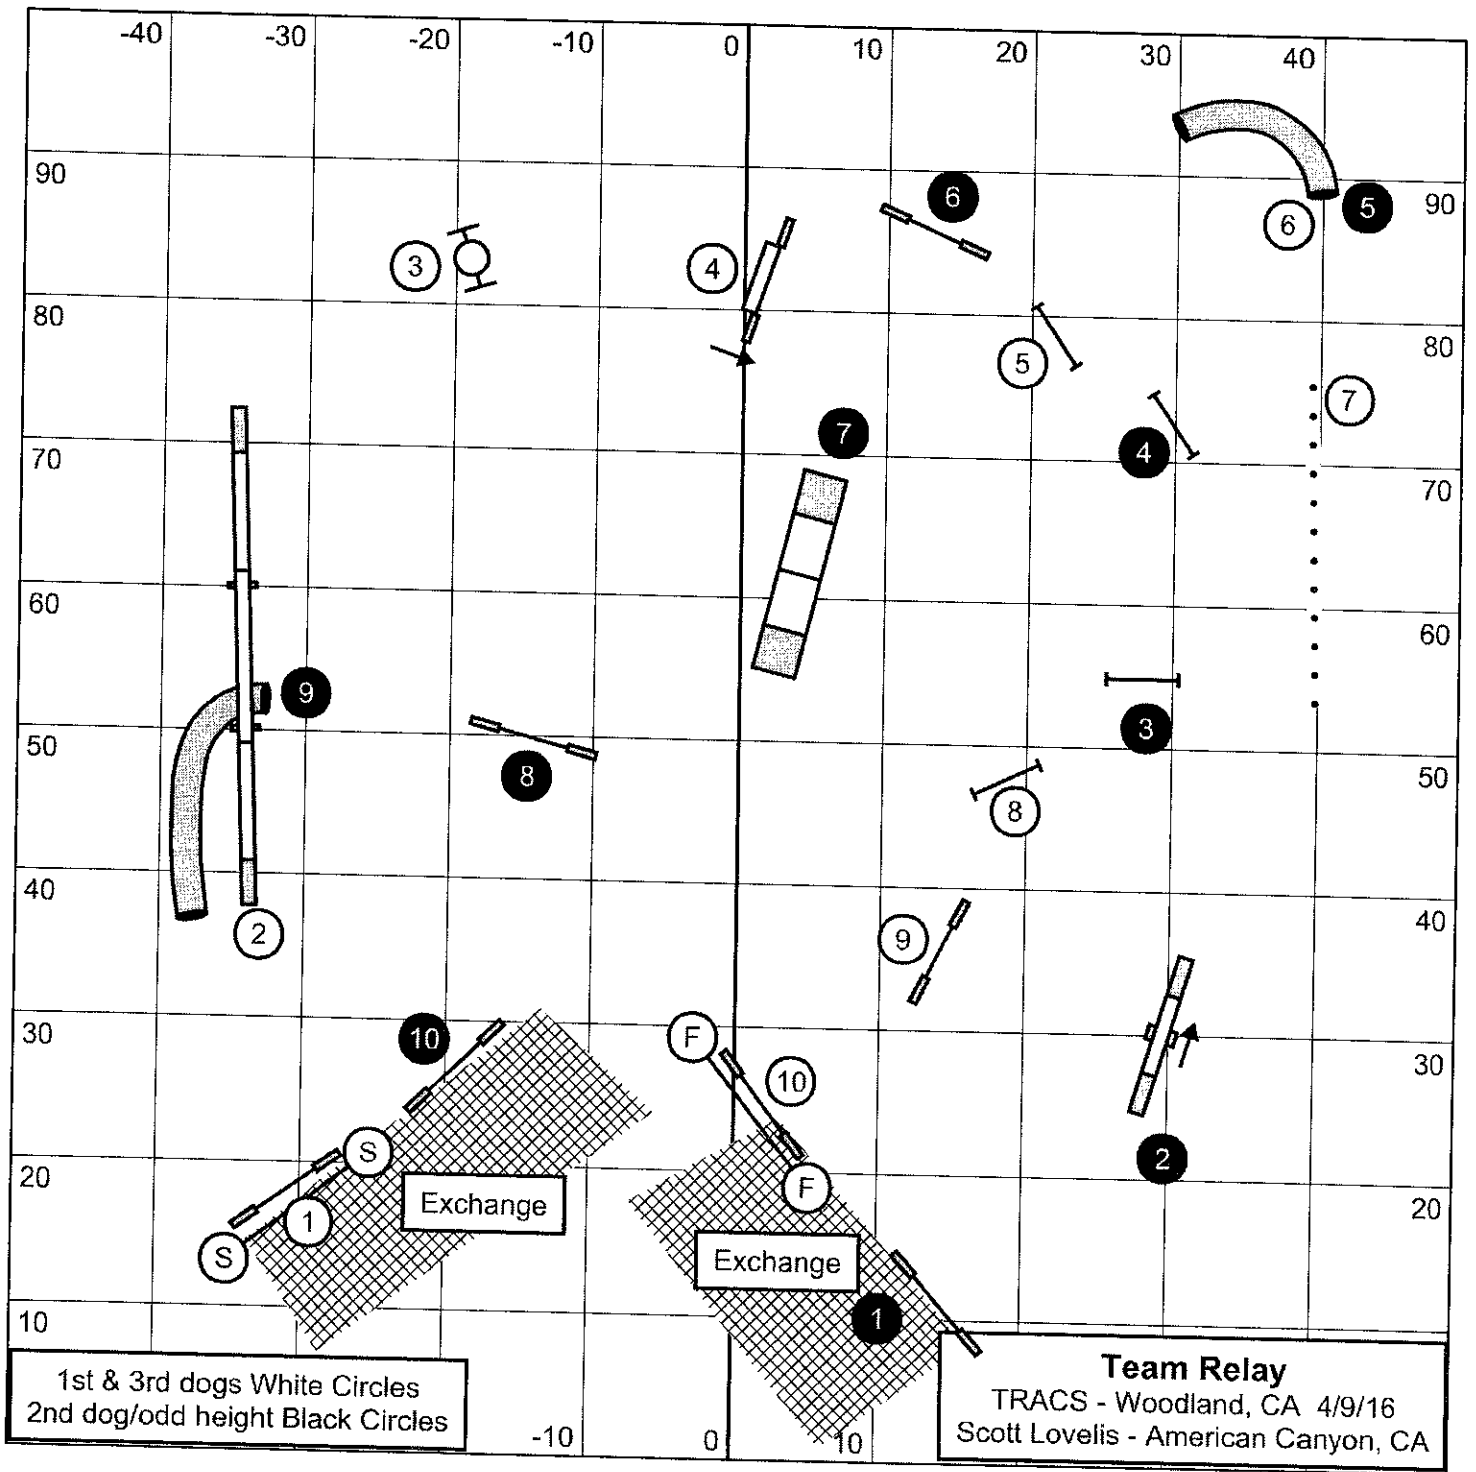 -40 -30 -20 -10 0 10 20 30 40
90 90
6
5
6
3
4
80 80
5
7
7
4
70 70
60 60
9
3
50 50
8
8
40 40
2
9
30 30
10
F
10
S
2
20 20
Exchange
F
1
S
Exchange
1
10
1st & 3rd dogs White Circles
2nd dog/odd height Black Circles
-10 0 10
Team Relay
TRACS - Woodland, CA 4/9/16
Scott Lovelis - American Canyon, CA